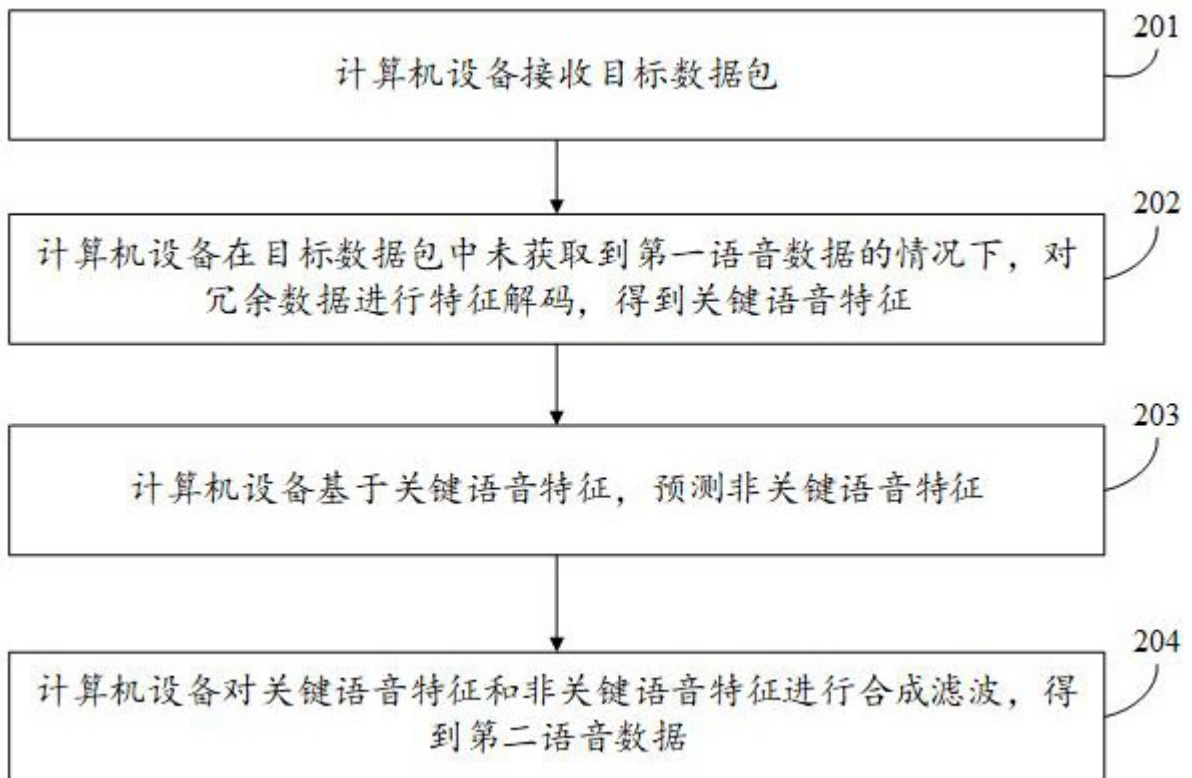 201
计算机设备接收目标数据包
202
计算机设备在目标数据包中未获取到第一语音数据的情况下，对
冗余数据进行特征解码，得到关键语音特征
203
计算机设备基于关键语音特征，预测非关键语音特征
204
计算机设备对关键语音特征和非关键语音特征进行合成滤波，得
到第二语音数据